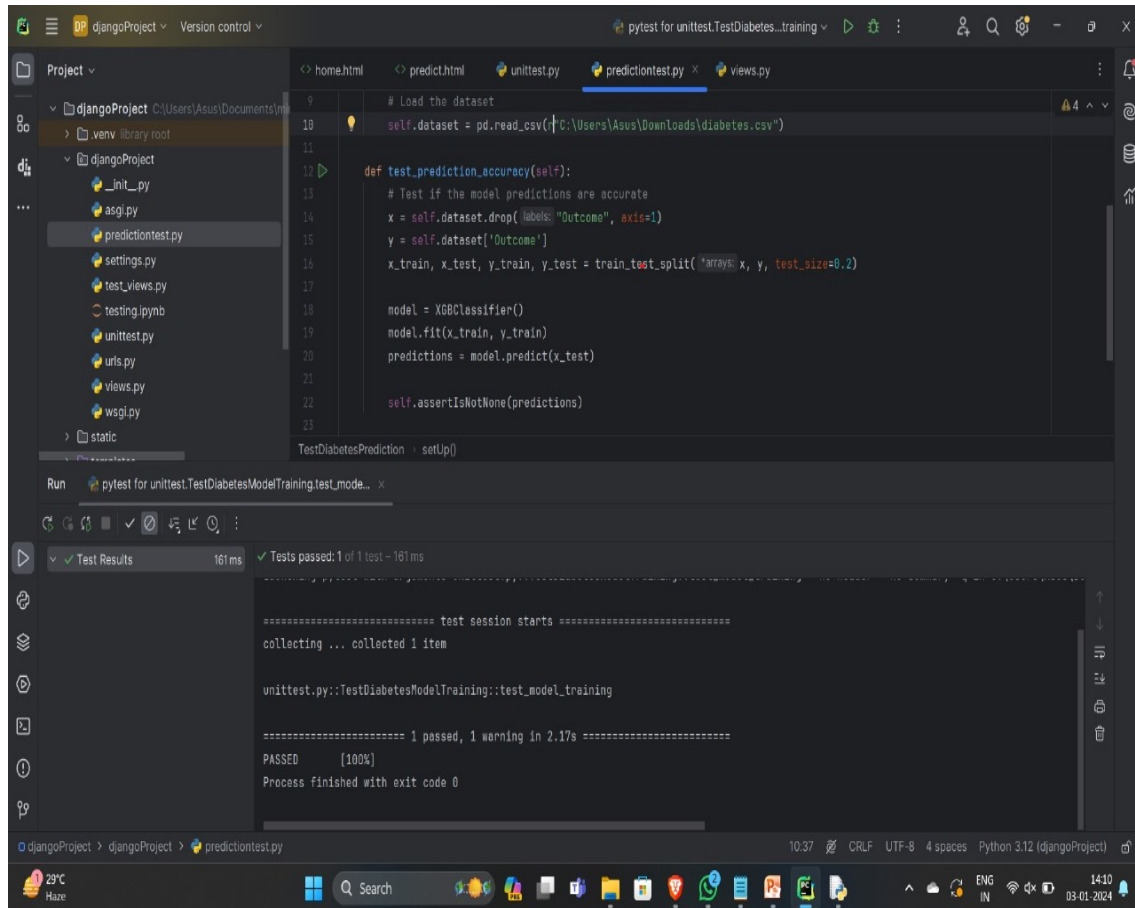 DP djangoProject Version control pytest for unittest.TestDiabetes...training
Project
home.html predict.html unittest.py predictiontest.py × views.py
djangoProject C:\Users\Asus\Documents\
.venv library root
djangoProject
__init__.py
asgi.py
predictiontest.py
settings.py
test_views.py
testing.ipynb
unittest.py
urls.py
views.py
wsgi.py
static
templates
4
9 # Load the dataset
10 self.dataset = pd.read_csv(r"C:\Users\Asus\Downloads\diabetes.csv")
11
12 def test_prediction_accuracy(self):
13 # Test if the model predictions are accurate
14 x = self.dataset.drop( labels: "Outcome", axis=1)
15 y = self.dataset['Outcome']
16 x_train, x_test, y_train, y_test = train_test_split( *arrays: x, y, test_size=0.2)
17
18 model = XGBClassifier()
19 model.fit(x_train, y_train)
20 predictions = model.predict(x_test)
21
22 self.assertIsNotNone(predictions)
23
TestDiabetesPrediction › setUp()
Run pytest for unittest.TestDiabetesModelTraining.test_mode... ×
Test Results 161 ms
Tests passed: 1 of 1 test – 161 ms
============================ test session starts ============================
collecting ... collected 1 item
unittest.py::TestDiabetesModelTraining::test_model_training
======================== 1 passed, 1 warning in 2.17s =========================
PASSED [100%]
Process finished with exit code 0
djangoProject > djangoProject > predictiontest.py 10:37 CRLF UTF-8 4 spaces Python 3.12 (djangoProject)
1 29°C
Haze
Search
ENG
IN
14:10
03-01-2024